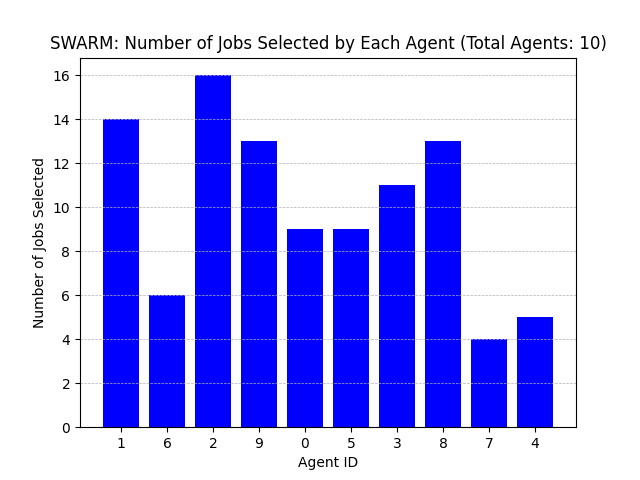 SWARM: Number of Jobs Selected by Each Agent (Total Agents: 10)
Number of Jobs Selected
16
14
12
10
8
6
4
2
0
1 6 2 9 0 5 3 8 7 4
Agent ID